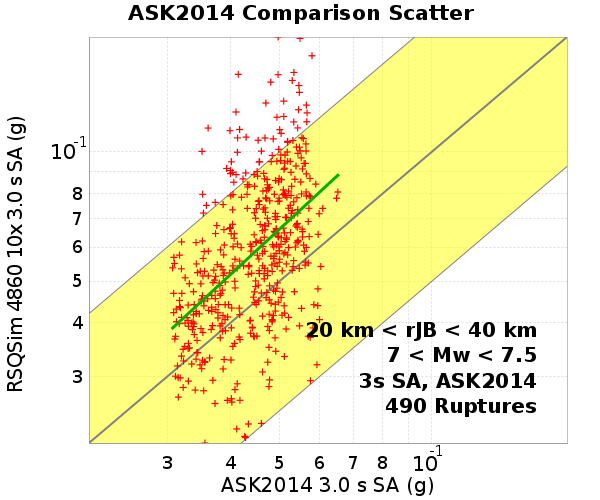 ASK2014 Comparison Scatter
RSQSim 4860 10x 3.0 s SA (g)
10-1
8
7
6
5
4
3
20 km < rJB < 40 km
7 < Mw < 7.5
3s SA, ASK2014
490 Ruptures
3 4 5 6 7 8 10-1
ASK2014 3.0 s SA (g)